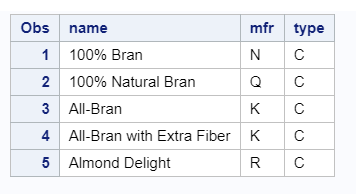 Obs name mfr type
1 100% Bran N C
2 100% Natural Bran Q C
3 All-Bran K C
4 All-Bran with Extra Fiber K C
5 Almond Delight R C